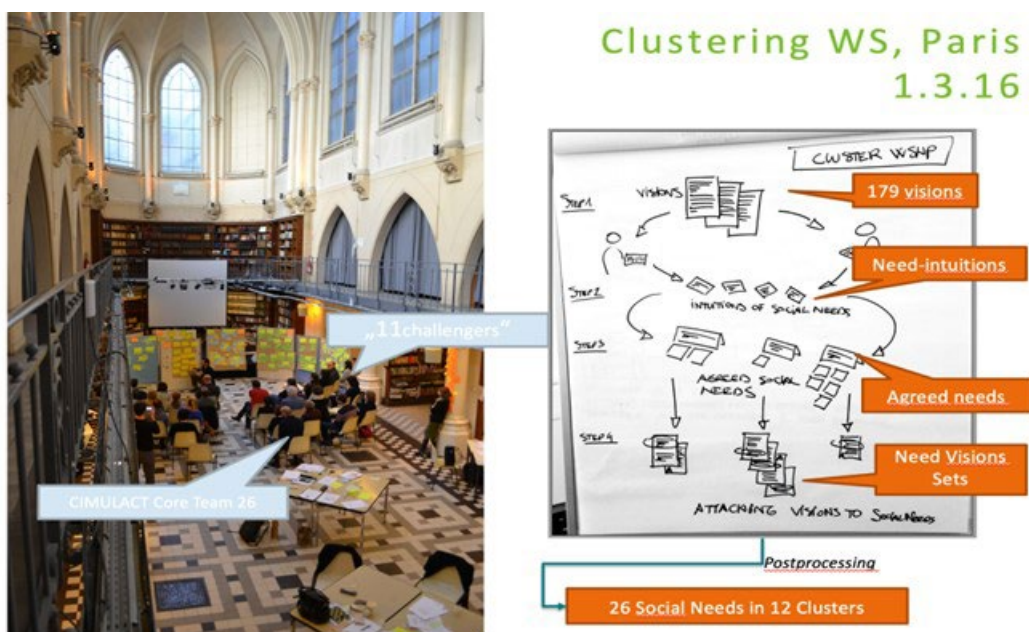 Clustering WS, Paris
1.3.16
CLUSTER WSHP
VISIONS
179 visions
STEP1
Need-intuitions
STEP2
INTUITIONS OF SOCIAL NEEDS
„11challengers"
STEP3
AGREED SOCIAL
NEEDS
Agreed needs
STEP4
Need Visions
Sets
CIMULACT Core Team 26
ATTACKING VISIONS TO SOCIAL NEEDS
Postprocessing
26 Social Needs in 12 Clusters